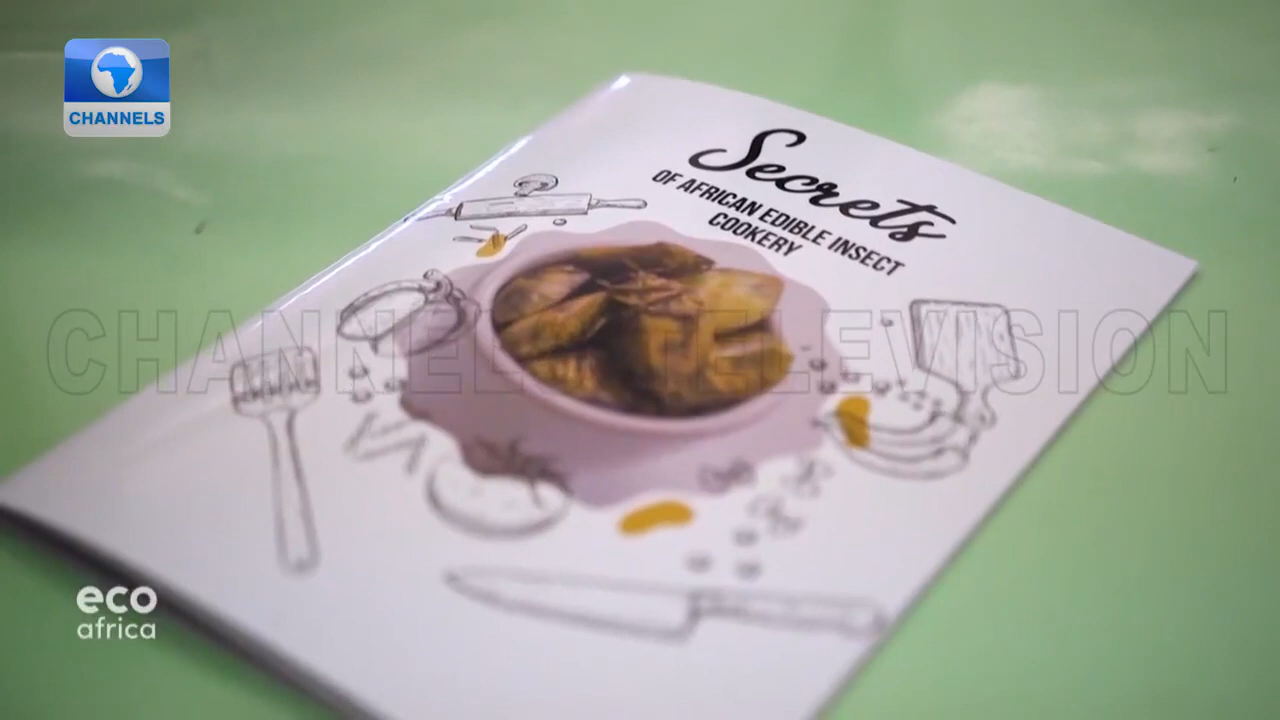 CHANNELS
Secrets
OF AFRICAN EDIBLE INSECT
COOKERY
CHANNELS TELEVISION
eco
africa